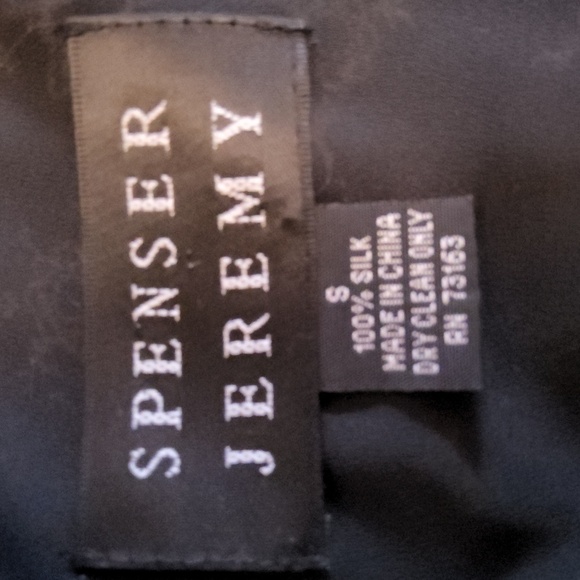 SPENSER
JEREMY
S
100% SILK
MADE IN CHINA
DRY CLEAN ONLY
RN 73163